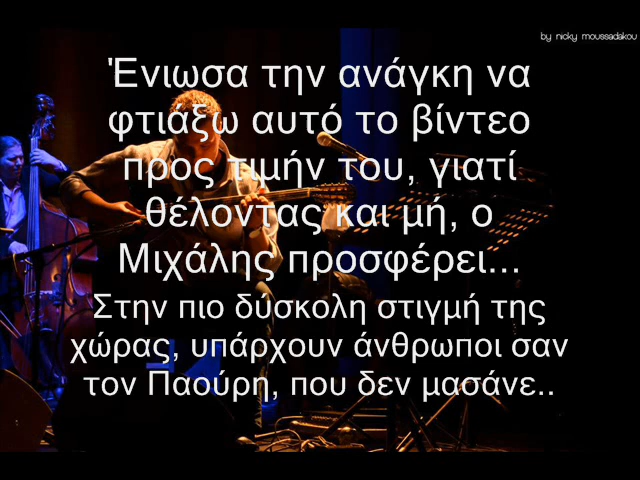 by nicky moussadakou
Ένιωσα την ανάγκη να
φτιάξω αυτό το βίντεο
προς τιμήν του, γιατί
θέλοντας και μή, ο
Μιχάλης προσφέρει...
Στην πιο δύσκολη στιγμή της
χώρας, υπάρχουν άνθρωποι σαν
τον Παούρη, που δεν μασάνε..